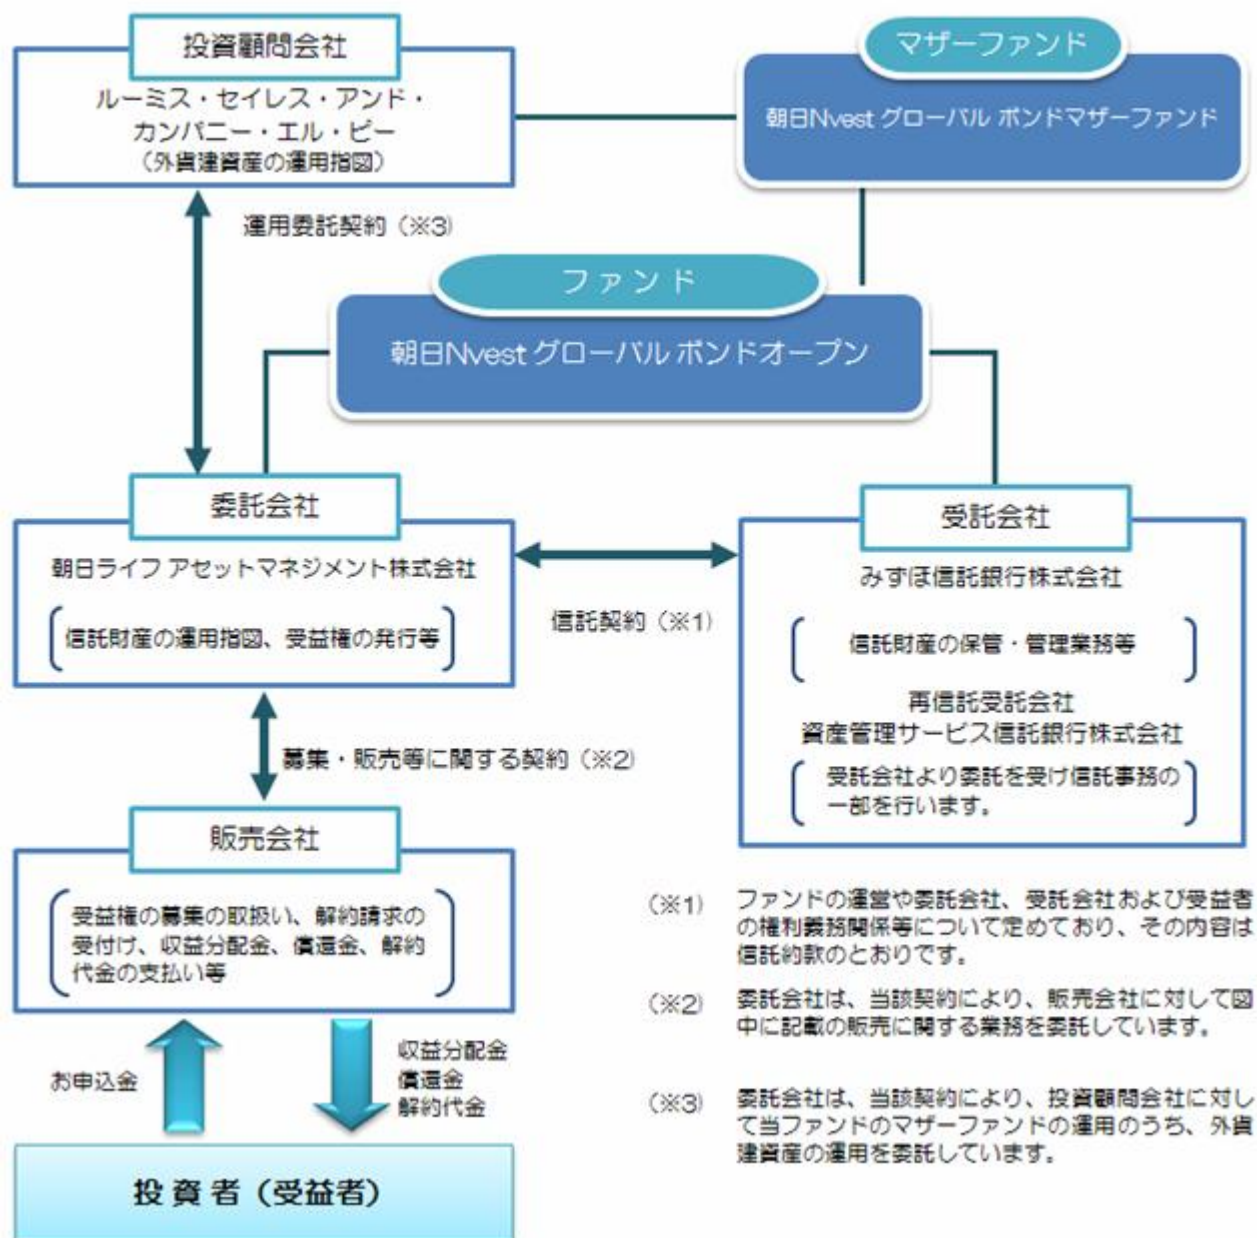 投資顧問会社
ルーミス・セイレス・アンド・
カンパニー・エル・ピー
（外貨建資産の運用指図）
マザーファンド
朝日Nvest グローバル ボンドマザーファンド
運用委託契約（※3）
ファンド
朝日Nvest グローバル ボンドオープン
委託会社
朝日ライフ アセットマネジメント株式会社
信託財産の運用指図、受益権の発行等
信託契約（※1）
受託会社
みずほ信託銀行株式会社
信託財産の保管・管理業務等
再信託受託会社
資産管理サービス信託銀行株式会社
受託会社より委託を受け信託事務の
一部を行います。
募集・販売等に関する契約（※2）
販売会社
受益権の募集の取扱い、解約請求の
受付け、収益分配金、償還金、解約
代金の支払い等
お申込金
収益分配金
償還金
解約代金
投 資 者（受益者）
（※1） ファンドの運営や委託会社、受託会社および受益者
の権利義務関係等について定めており、その内容は
信託約款のとおりです。
（※2） 委託会社は、当該契約により、販売会社に対して図
中に記載の販売に関する業務を委託しています。
（※3） 委託会社は、当該契約により、投資顧問会社に対し
て当ファンドのマザーファンドの運用のうち、外貨
建資産の運用を委託しています。